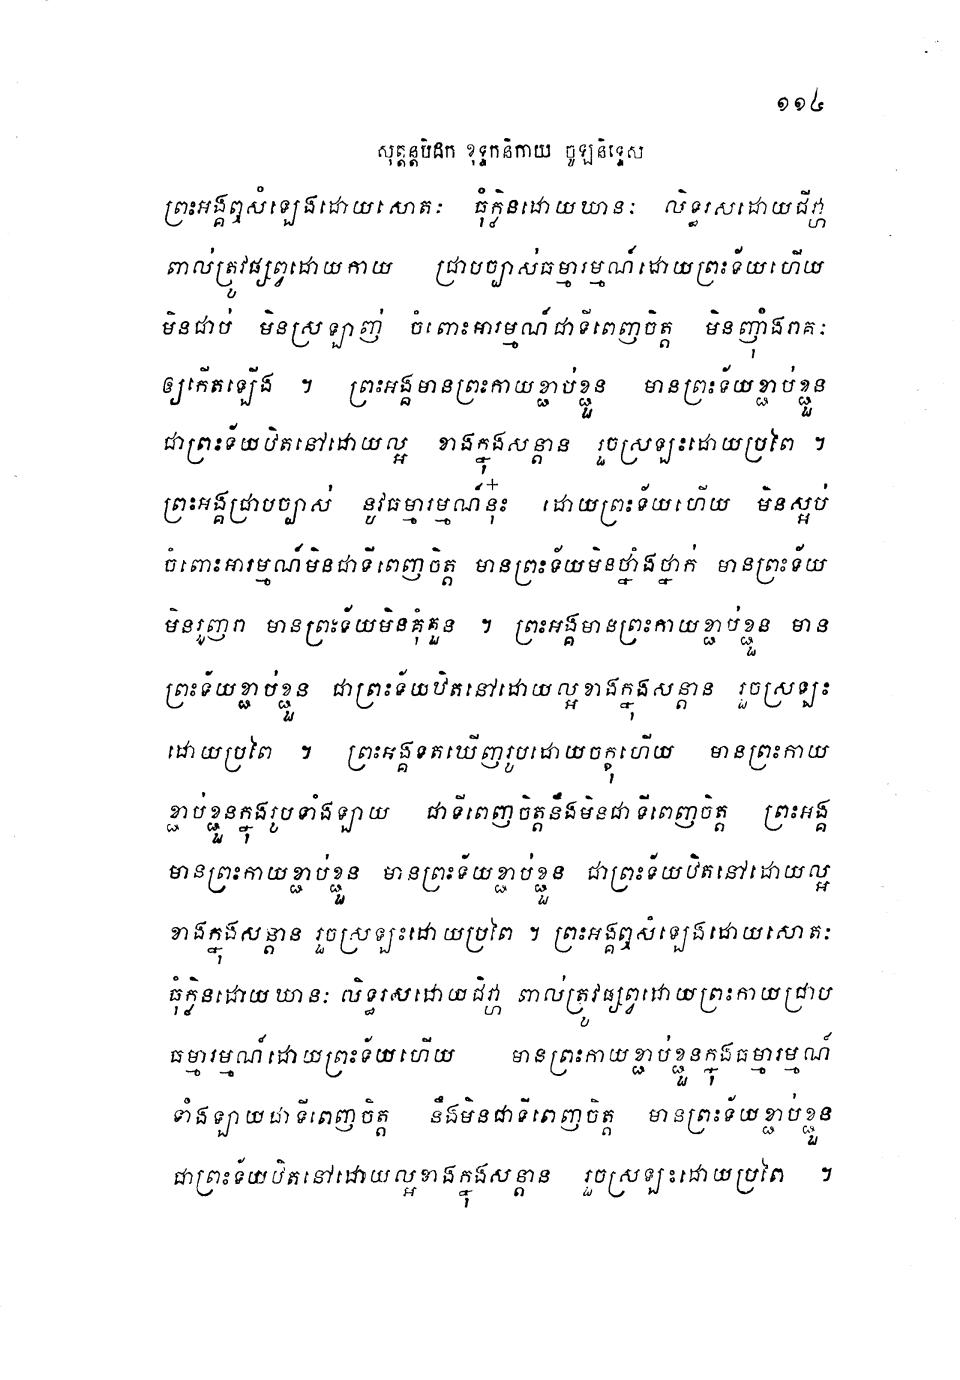 ១១៤
សុត្តន្តបិដក ខុទ្ទកនិកាយ ចូឡនិទ្ទេស
ព្រះអង្គឮសំឡេងដោយសោតៈ ធុំក្លិនដោយឃានៈ លិទ្ធរសដោយជីវ្ហា
ពាល់ត្រូវផ្សព្វដោយកាយ ជ្រាបច្បាស់ធម្មារម្មណ៍ដោយព្រះទ័យហើយ
មិនជាប់ មិនស្រឡាញ់ ចំពោះអារម្មណ៍ជាទីពេញចិត្ត មិនញុំាងរាគៈ
ឲ្យកើតឡើង ។ ព្រះអង្គមានព្រះកាយខ្ជាប់ខ្ជួន មានព្រះទ័យខ្ជាប់ខ្ជួន
ជាព្រះទ័យឋិតនៅដោយល្អ ខាងក្នុងសន្តាន រួចស្រឡះដោយប្រពៃ ។
ព្រះអង្គជ្រាបច្បាស់ នូវធម្មារម្មណ៍នុ៎ះ ដោយព្រះទ័យហើយ មិនស្អប់
ចំពោះអារម្មណ៍មិនជាទីពេញចិត្ត មានព្រះទ័យមិនថ្នាំងថ្នាក់ មានព្រះទ័យ
មិនរួញរា មានព្រះទ័យមិនគុំគួន ។ ព្រះអង្គមានព្រះកាយខ្ជាប់ខ្ជួន មាន
ព្រះទ័យខ្ជាប់ខ្ជួន ជាព្រះទ័យឋិតនៅដោយល្អខាងក្នុងសន្តាន រួចស្រឡះ
ដោយប្រពៃ ។ ព្រះអង្គទតឃើញរូបដោយចក្ខុហើយ មានព្រះកាយ
ខ្ជាប់ខ្ជួនក្នុងរូបទាំងឡាយ ជាទីពេញចិត្តនឹងមិនជាទីពេញចិត្ត ព្រះអង្គ
មានព្រះកាយខ្ជាប់ខ្ជួន មានព្រះទ័យខ្ជាប់ខ្ជួន ជាព្រះទ័យឋិតនៅដោយល្អ
ខាងក្នុងសន្តាន រួចស្រឡះដោយប្រពៃ ។ ព្រះអង្គឮសំឡេងដោយសោតៈ
ធុំក្លិនដោយឃានៈ លិទ្ធរសដោយជិវ្ហា ពាល់ត្រូវផ្សព្វដោយព្រះកាយជ្រាប
ធម្មារម្មណ៍ដោយព្រះទ័យហើយ មានព្រះកាយខ្ជាប់ខ្ជួនក្នុងធម្មារម្មណ៍
ទាំងឡាយជាទីពេញចិត្ត នឹងមិនជាទីពេញចិត្ត មានព្រះទ័យខ្ជាប់ខ្ជួន
ជាព្រះទ័យឋិតនៅដោយល្អខាងក្នុងសន្តាន រួចស្រឡះដោយប្រពៃ ។